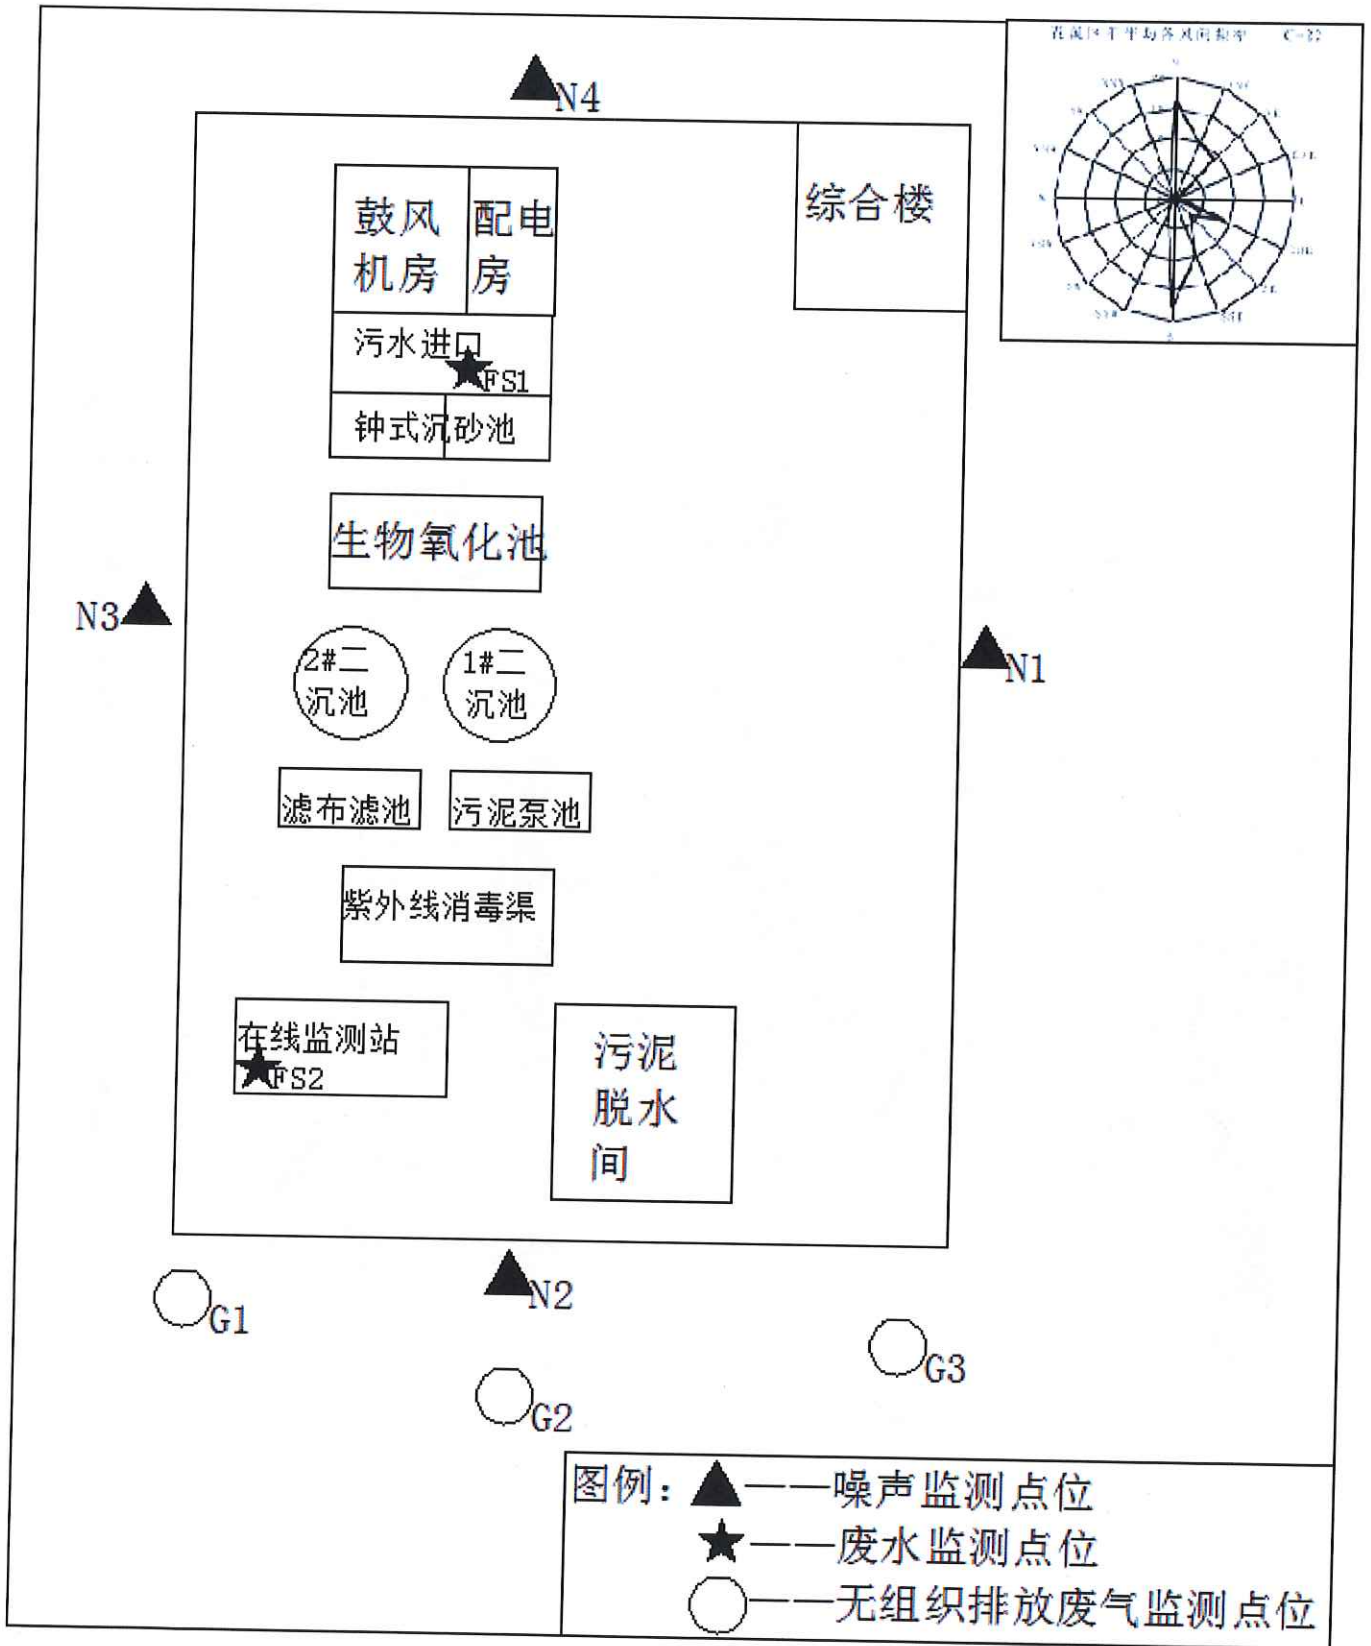 C-22
N4
综合楼
鼓风
机房
配电
房
污水进口
FS1
钟式沉砂池
生物氧化池
N3
N1
2#二
沉池
1#二
沉池
滤布滤池
污泥泵池
紫外线消毒渠
在线监测站
FS2
污泥
脱水
间
N2
G1
G3
G2
图例：▲——噪声监测点位
★——废水监测点位
○——无组织排放废气监测点位